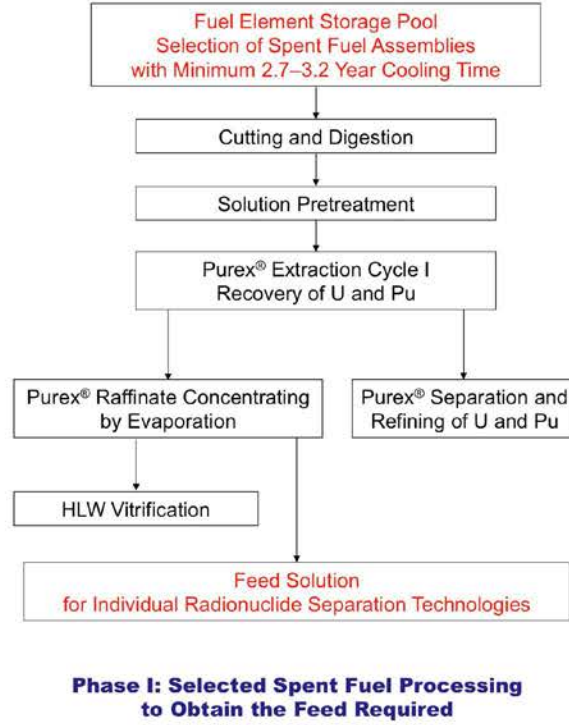 Fuel Element Storage Pool
Selection of Spent Fuel Assemblies
with Minimum 2.7–3.2 Year Cooling Time
Cutting and Digestion
Solution Pretreatment
Purex® Extraction Cycle I
Recovery of U and Pu
Purex® Raffinate Concentrating
by Evaporation
Purex® Separation and
Refining of U and Pu
HLW Vitrification
Feed Solution
for Individual Radionuclide Separation Technologies
Phase I: Selected Spent Fuel Processing
to Obtain the Feed Required